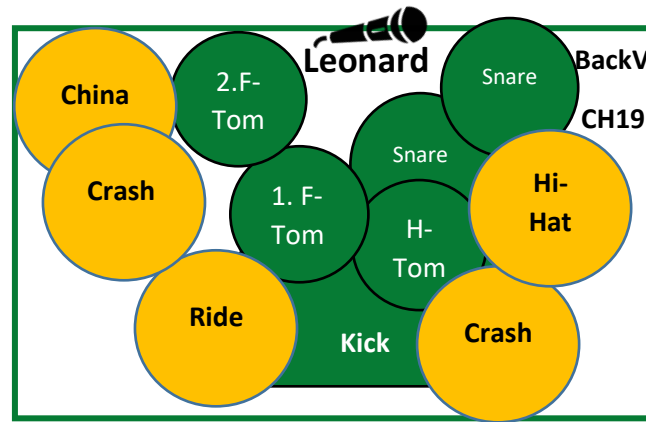 Leonard
BackV
CH19
China
2.F-
Tom
Snare
Snare
Crash
1. F-
Tom
H-
Tom
Hi-
Hat
Ride
Kick
Crash